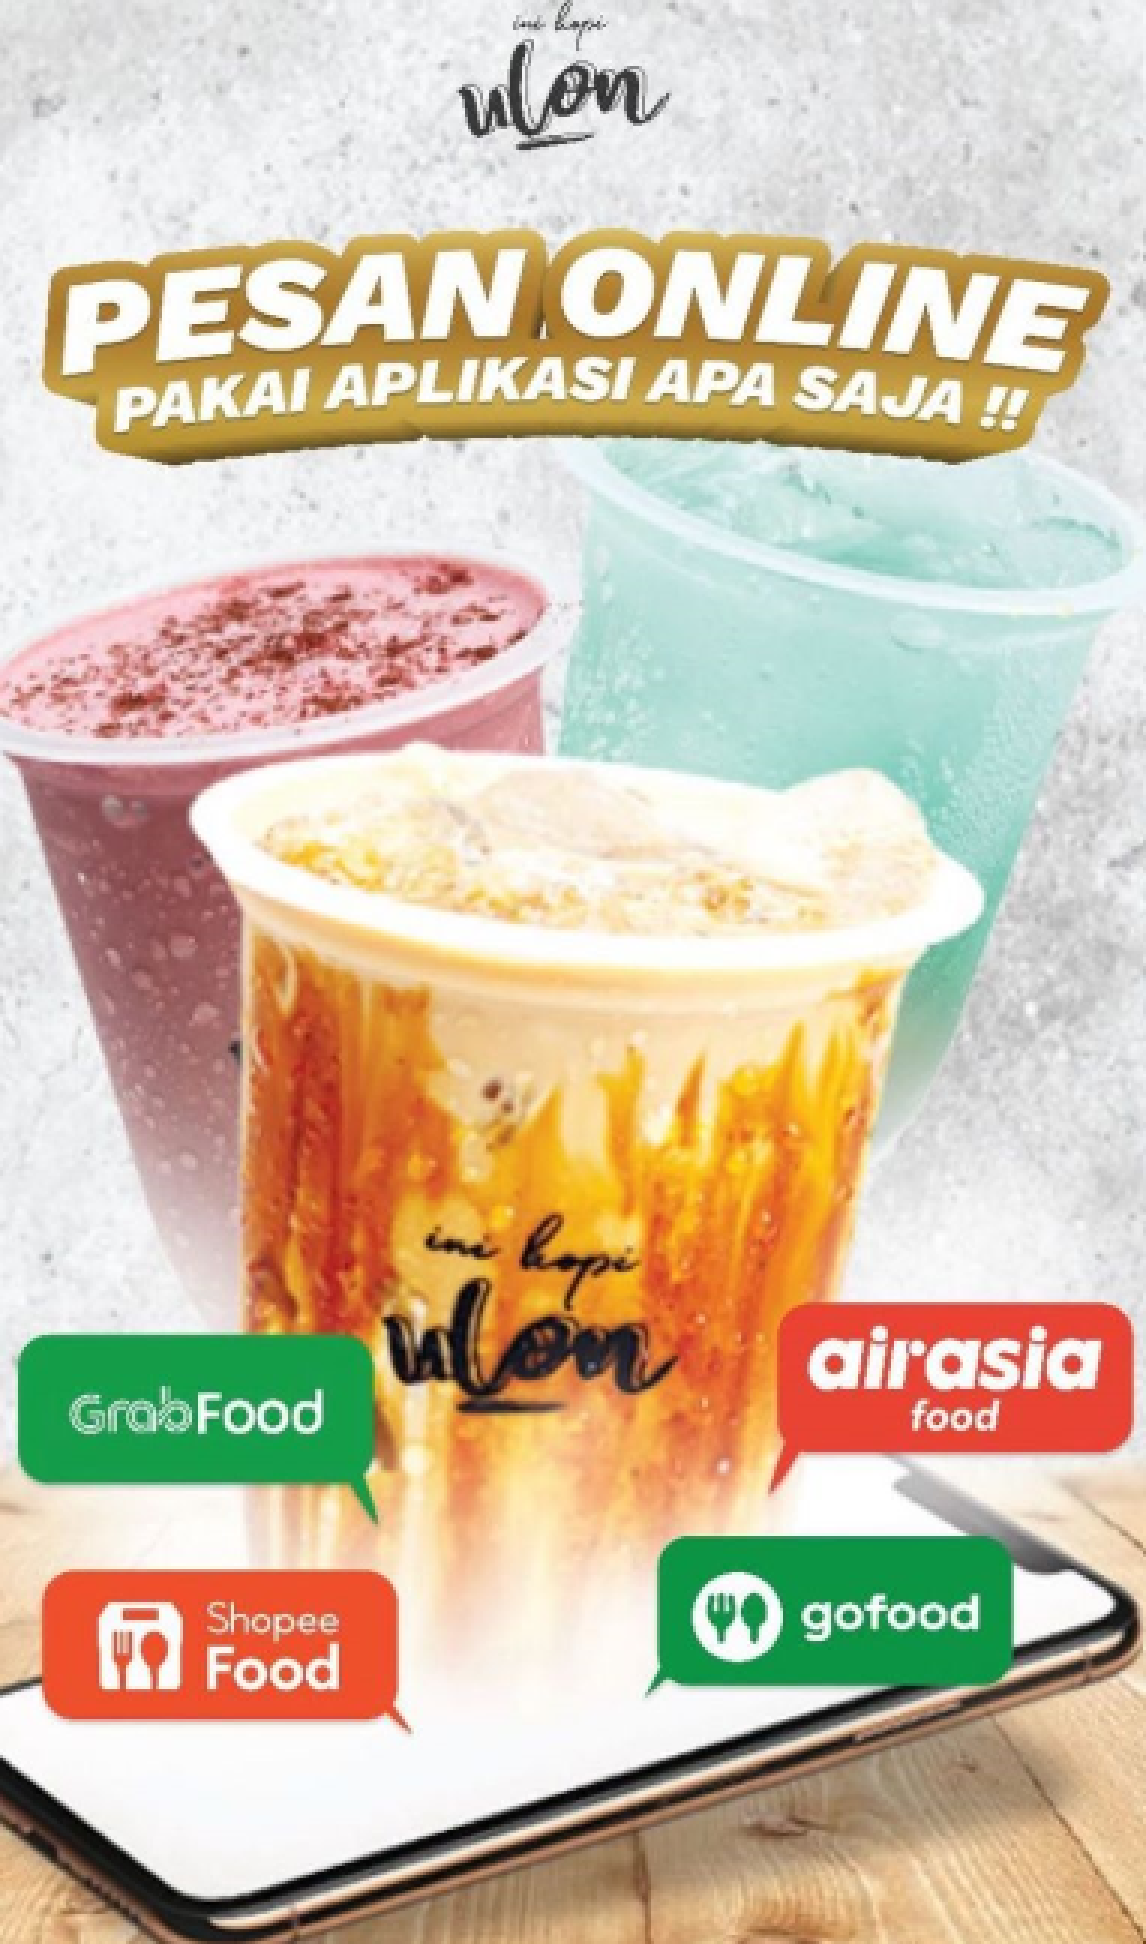 ini kopi
ulon
PESAN ONLINE
PAKAI APLIKASI APA SAJA !!
ini kopi
ulon
GrabFood
airasia
food
Shopee
Food
gofood